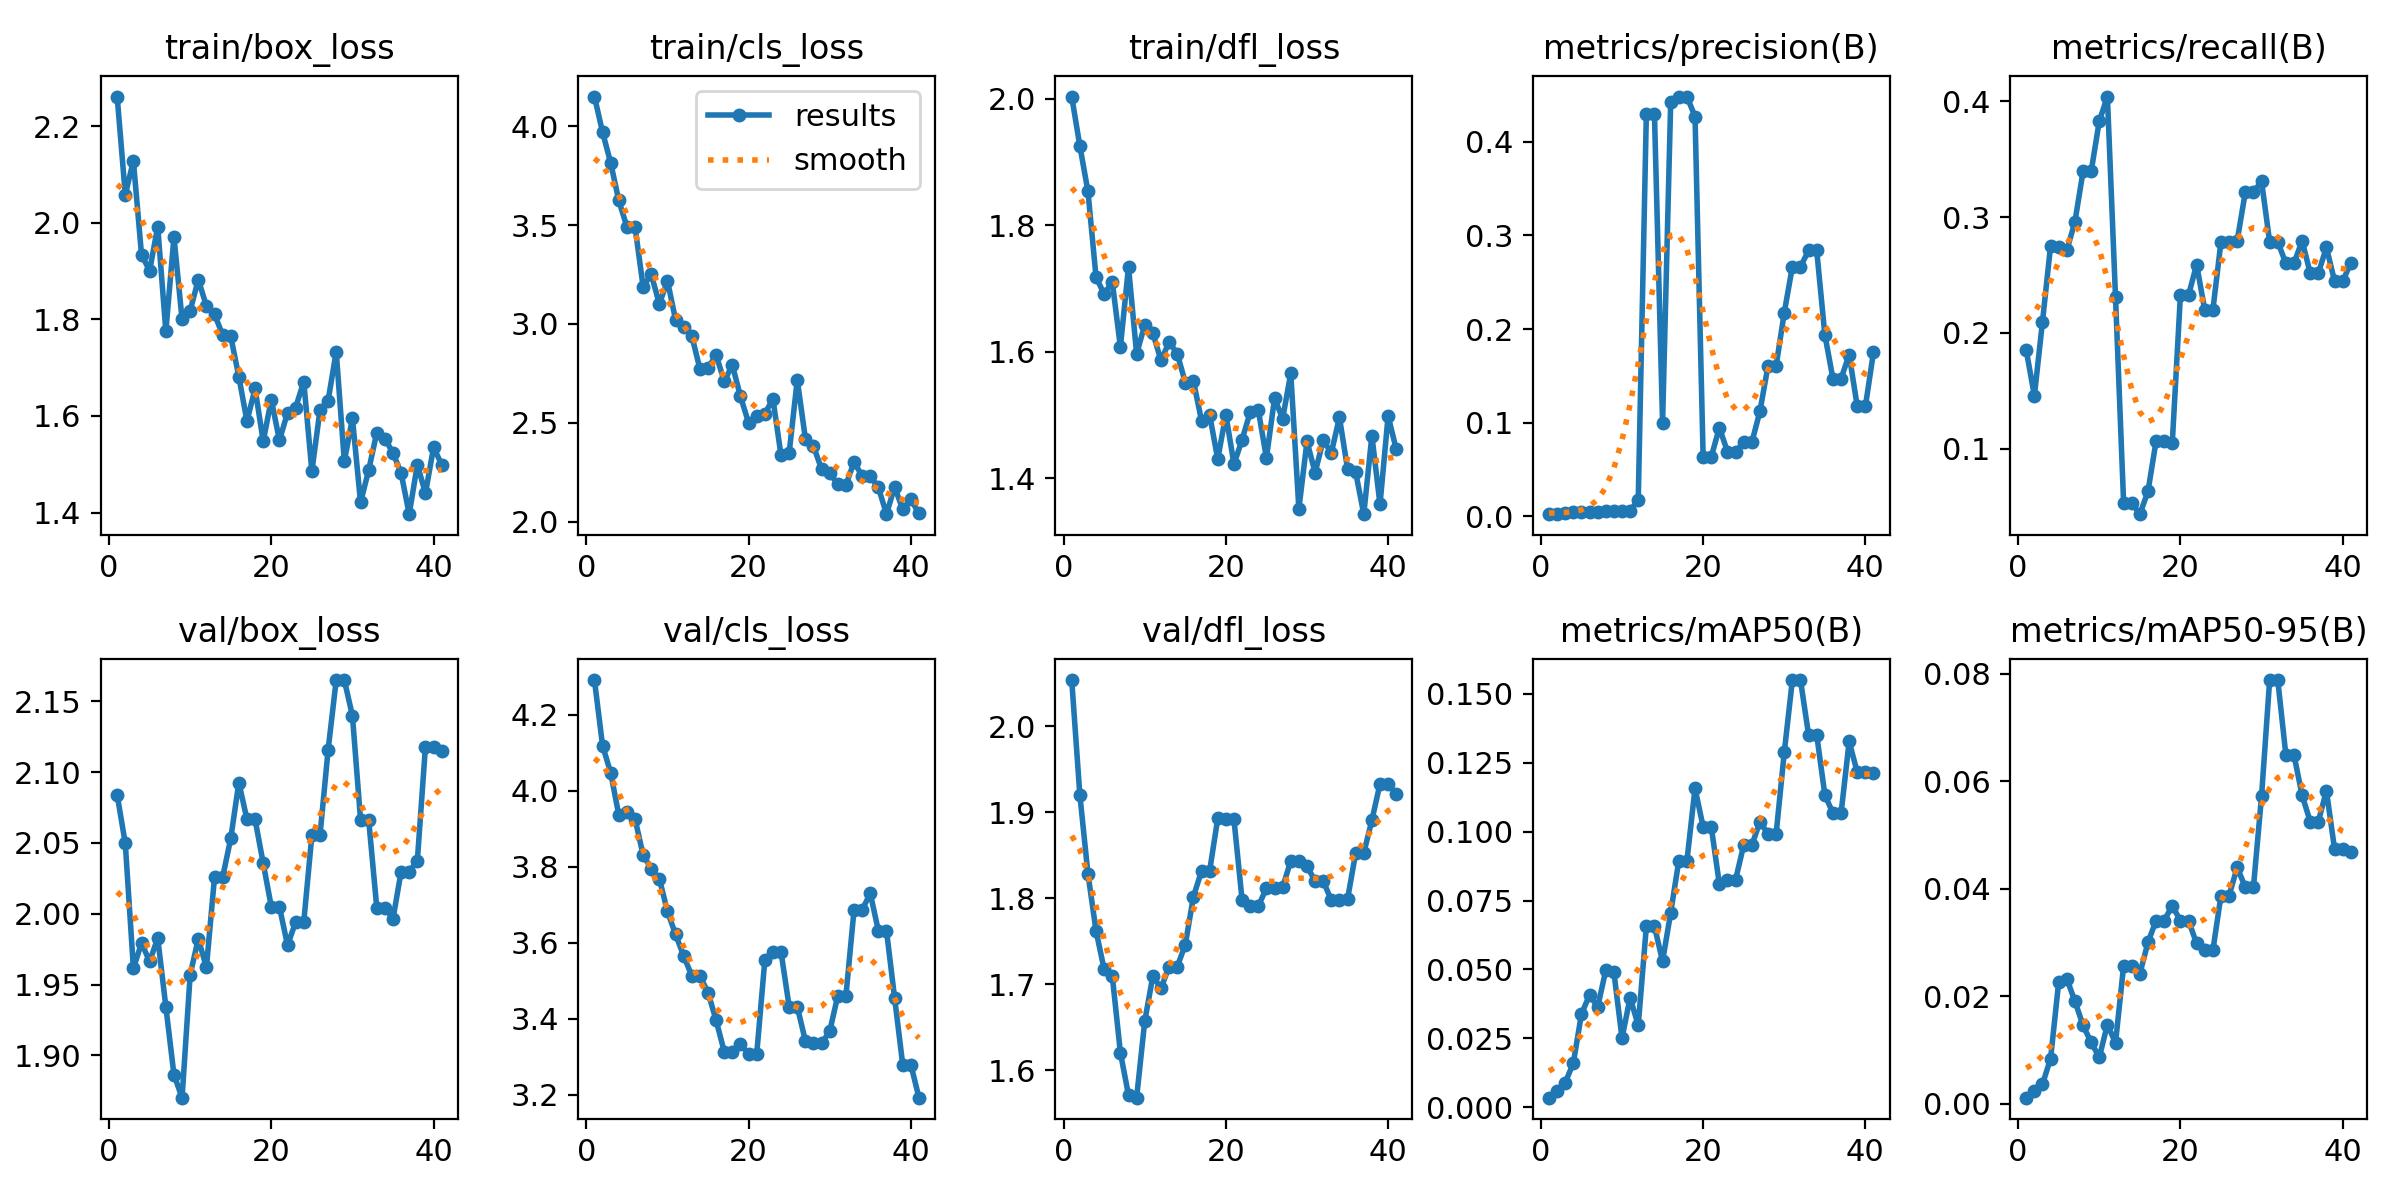 train/box_loss
train/cls_loss
train/dfl_loss
metrics/precision(B)
metrics/recall(B)
2.2
2.0
1.8
1.6
1.4
0 20 40
results
smooth
4.0
3.5
3.0
2.5
2.0
0 20 40
2.0
1.8
1.6
1.4
0 20 40
0.4
0.3
0.2
0.1
0.0
0 20 40
0.4
0.3
0.2
0.1
0 20 40
val/box_loss
val/cls_loss
val/dfl_loss
metrics/mAP50(B)
metrics/mAP50-95(B)
2.15
2.10
2.05
2.00
1.95
1.90
0 20 40
4.2
4.0
3.8
3.6
3.4
3.2
0 20 40
2.0
1.9
1.8
1.7
1.6
0 20 40
0.150
0.125
0.100
0.075
0.050
0.025
0.000
0 20 40
0.08
0.06
0.04
0.02
0.00
0 20 40